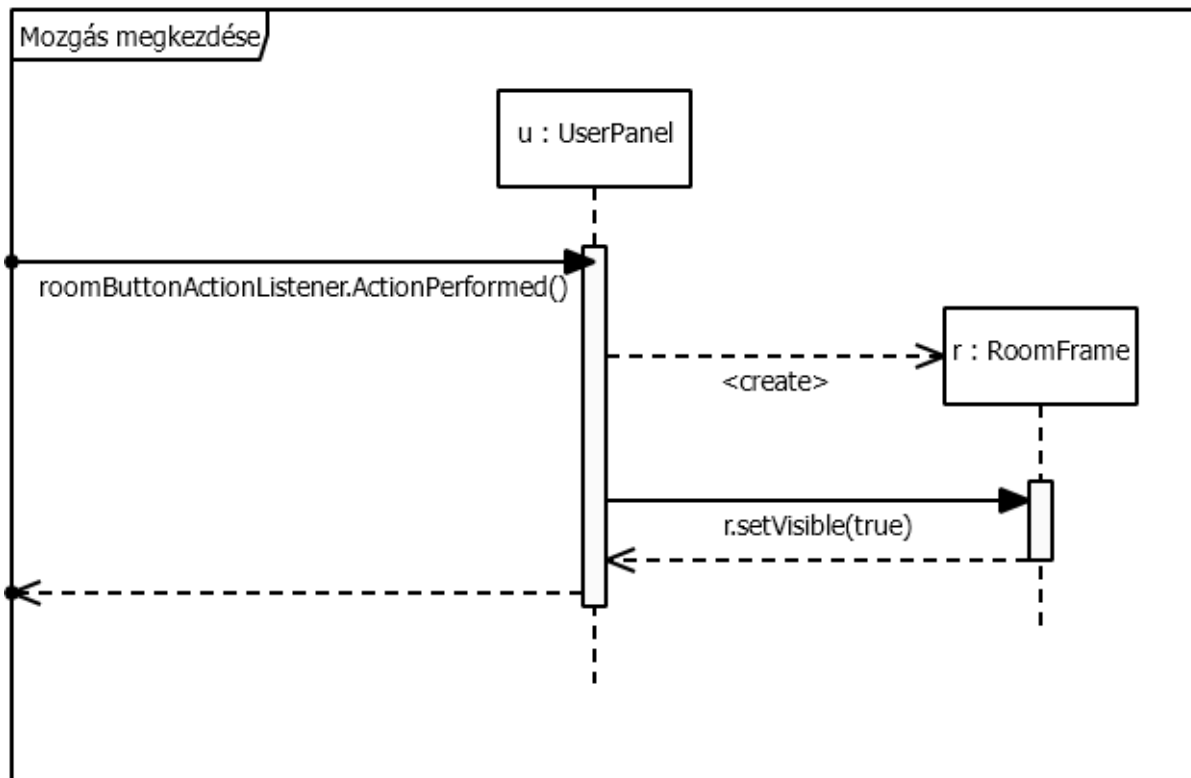 Mozgás megkezdése
u : UserPanel
roomButtonActionListener.ActionPerformed()
r : RoomFrame
<create>
r.setVisible(true)